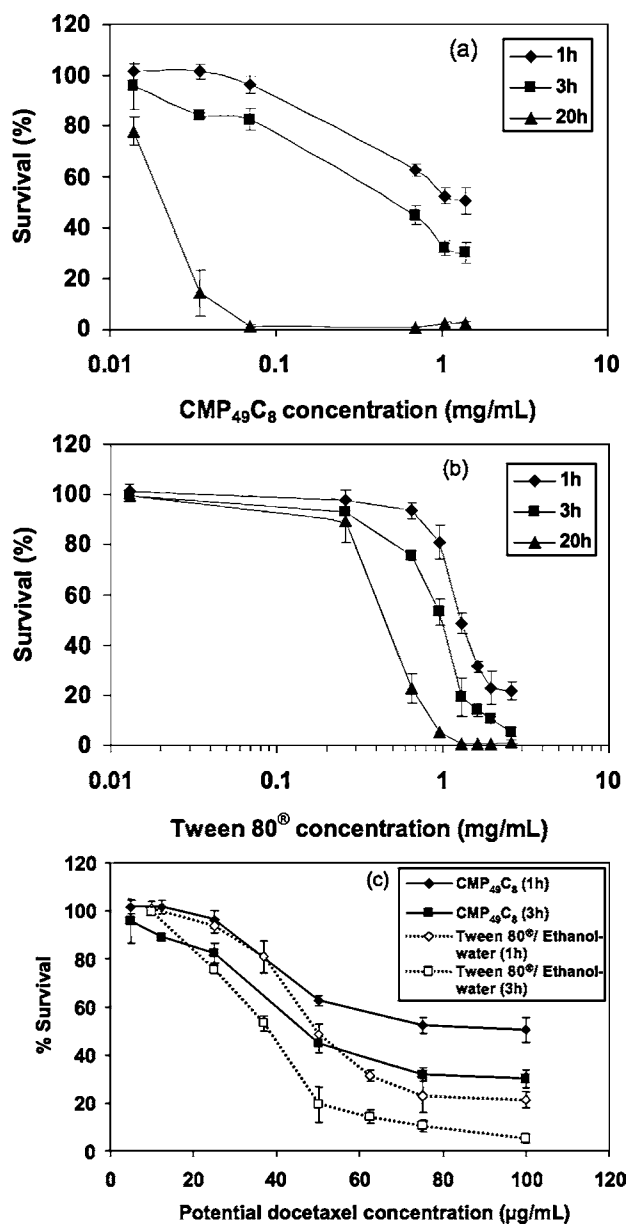 (a)
1h
3h
20h
Survival (%)
120
100
80
60
40
20
0
0.01
0.1
1
10
CMP₄₉C₈ concentration (mg/mL)
(b)
1h
3h
20h
Survival (%)
120
100
80
60
40
20
0
0.01
0.1
1
10
Tween 80® concentration (mg/mL)
(c)
CMP₄₉C₈ (1h)
CMP₄₉C₈ (3h)
Tween 80®/ Ethanol-
water (1h)
Tween 80®/ Ethanol-
water (3h)
% Survival
120
100
80
60
40
20
0
0
20
40
60
80
100
120
Potential docetaxel concentration (µg/mL)